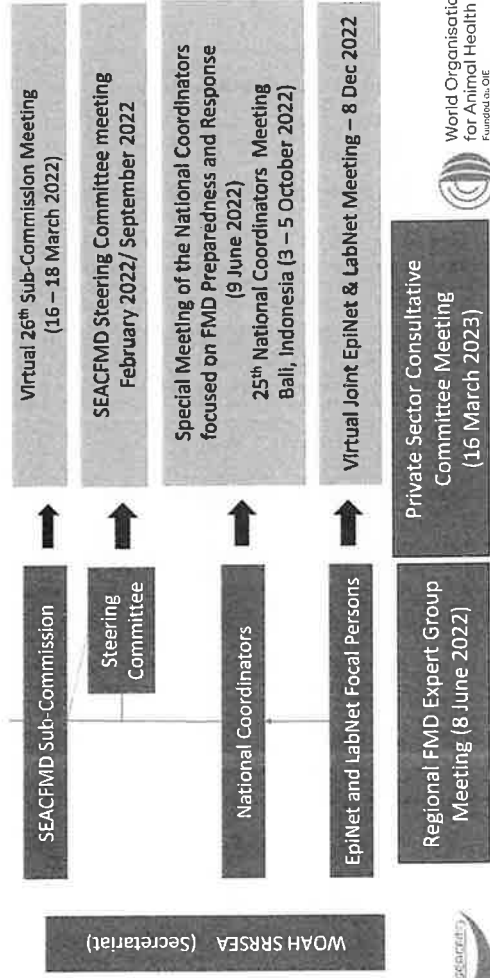 WOAH SRRSEA (Secretariat)
SEACFMD Sub-Commission
Virtual 26th Sub-Commission Meeting
(16 – 18 March 2022)
Steering
Committee
SEACFMD Steering Committee meeting
February 2022/ September 2022
National Coordinators
Special Meeting of the National Coordinators
focused on FMD Preparedness and Response
(9 June 2022)
25th National Coordinators Meeting
Bali, Indonesia (3 – 5 October 2022)
EpiNet and LabNet Focal Persons
Virtual Joint EpiNet & LabNet Meeting – 8 Dec 2022
Regional FMD Expert Group
Meeting (8 June 2022)
Private Sector Consultative
Committee Meeting
(16 March 2023)
World Organisatio
for Animal Health
Founded as OIE